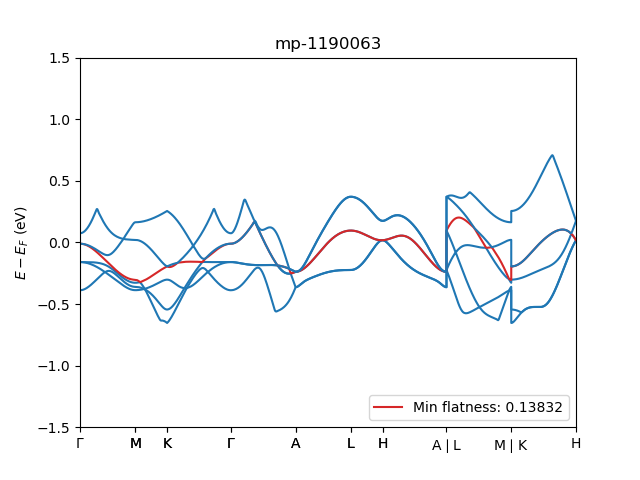 mp-1190063
1.5
1.0
0.5
0.0
−0.5
−1.0
−1.5
E − E_F (eV)
Γ M K Γ A L H A | L M | K H
Min flatness: 0.13832